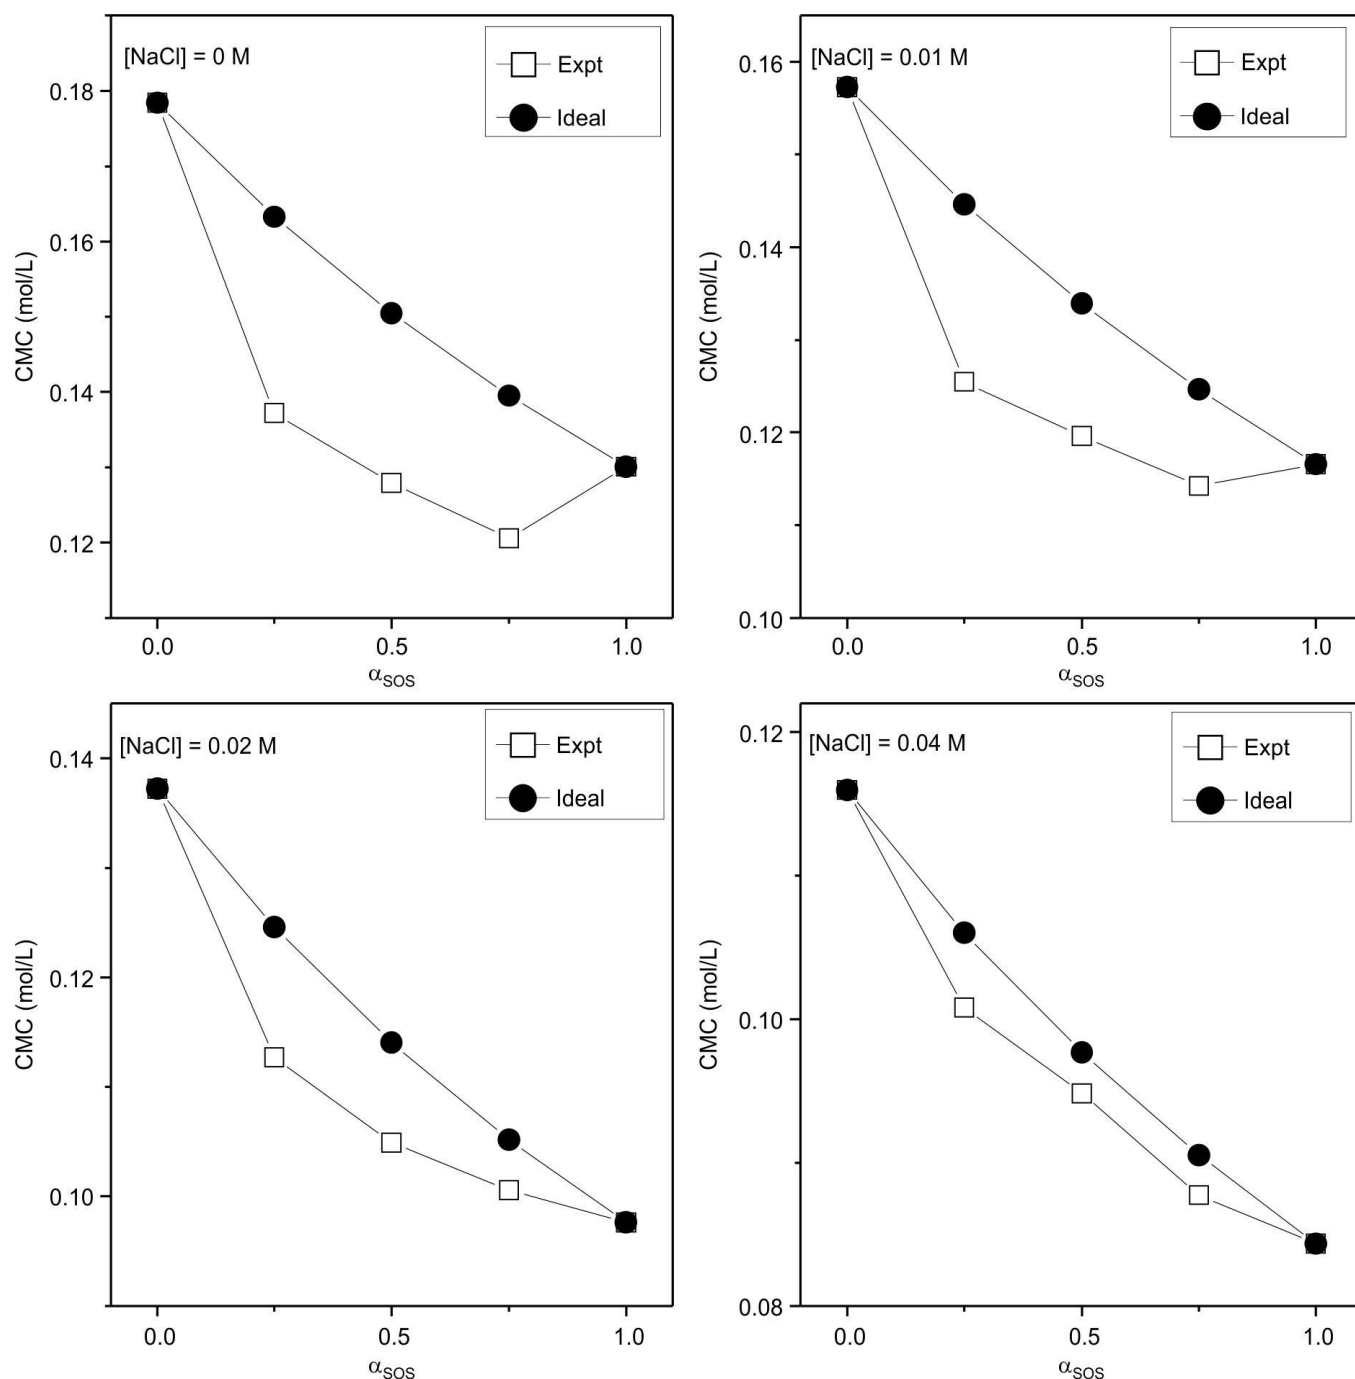 [NaCl] = 0 M
Expt
Ideal
0.18
0.16
0.14
0.12
CMC (mol/L)
0.0
0.5
1.0
αSOS
[NaCl] = 0.01 M
Expt
Ideal
0.16
0.14
0.12
0.10
CMC (mol/L)
0.0
0.5
1.0
αSOS
[NaCl] = 0.02 M
Expt
Ideal
0.14
0.12
0.10
CMC (mol/L)
0.0
0.5
1.0
αSOS
[NaCl] = 0.04 M
Expt
Ideal
0.12
0.10
0.08
CMC (mol/L)
0.0
0.5
1.0
αSOS